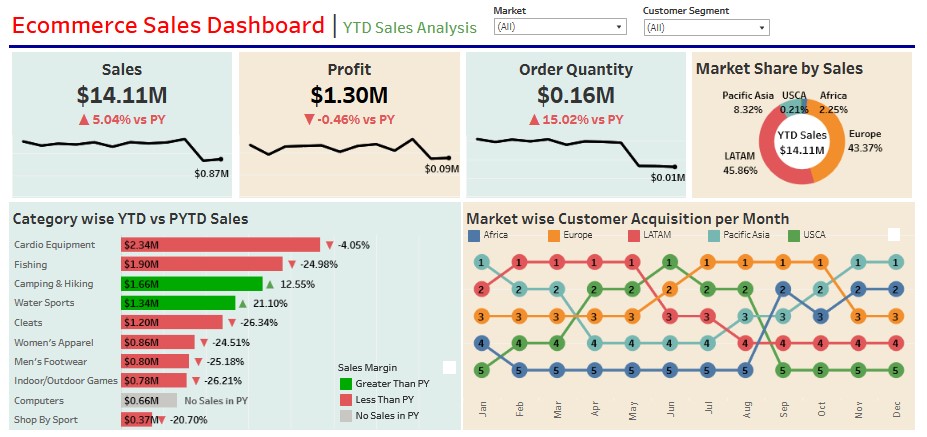 Ecommerce Sales Dashboard | YTD Sales Analysis
Market
(All)
Customer Segment
(All)
Sales
$14.11M
▲ 5.04% vs PY
$0.87M
Profit
$1.30M
▼ -0.46% vs PY
$0.09M
Order Quantity
$0.16M
▲ 15.02% vs PY
$0.01M
Market Share by Sales
Pacific Asia
8.32%
USCA
0.21%
Africa
2.25%
Europe
43.37%
LATAM
45.86%
YTD Sales
$14.11M
Category wise YTD vs PYTD Sales
Cardio Equipment $2.34M ▼ -4.05%
Fishing $1.90M ▼ -24.98%
Camping & Hiking $1.66M ▲ 12.55%
Water Sports $1.34M ▲ 21.10%
Cleats $1.20M ▼ -26.34%
Women's Apparel $0.86M ▼ -24.51%
Men's Footwear $0.80M ▼ -25.18%
Indoor/Outdoor Games $0.78M ▼ -26.21%
Computers $0.66M No Sales in PY
Shop By Sport $0.37M ▼ -20.70%
Sales Margin
Greater Than PY
Less Than PY
No Sales in PY
Market wise Customer Acquisition per Month
Africa Europe LATAM Pacific Asia USCA
1 1 1 1 1 1 1 1 1 1 1 1
2 2 2 2 2 2 2 2 2 2 2 2
3 3 3 3 3 3 3 3 3 3 3 3
4 4 4 4 4 4 4 4 4 4 4 4
5 5 5 5 5 5 5 5 5 5 5 5
Jan Feb Mar Apr May Jun Jul Aug Sep Oct Nov Dec